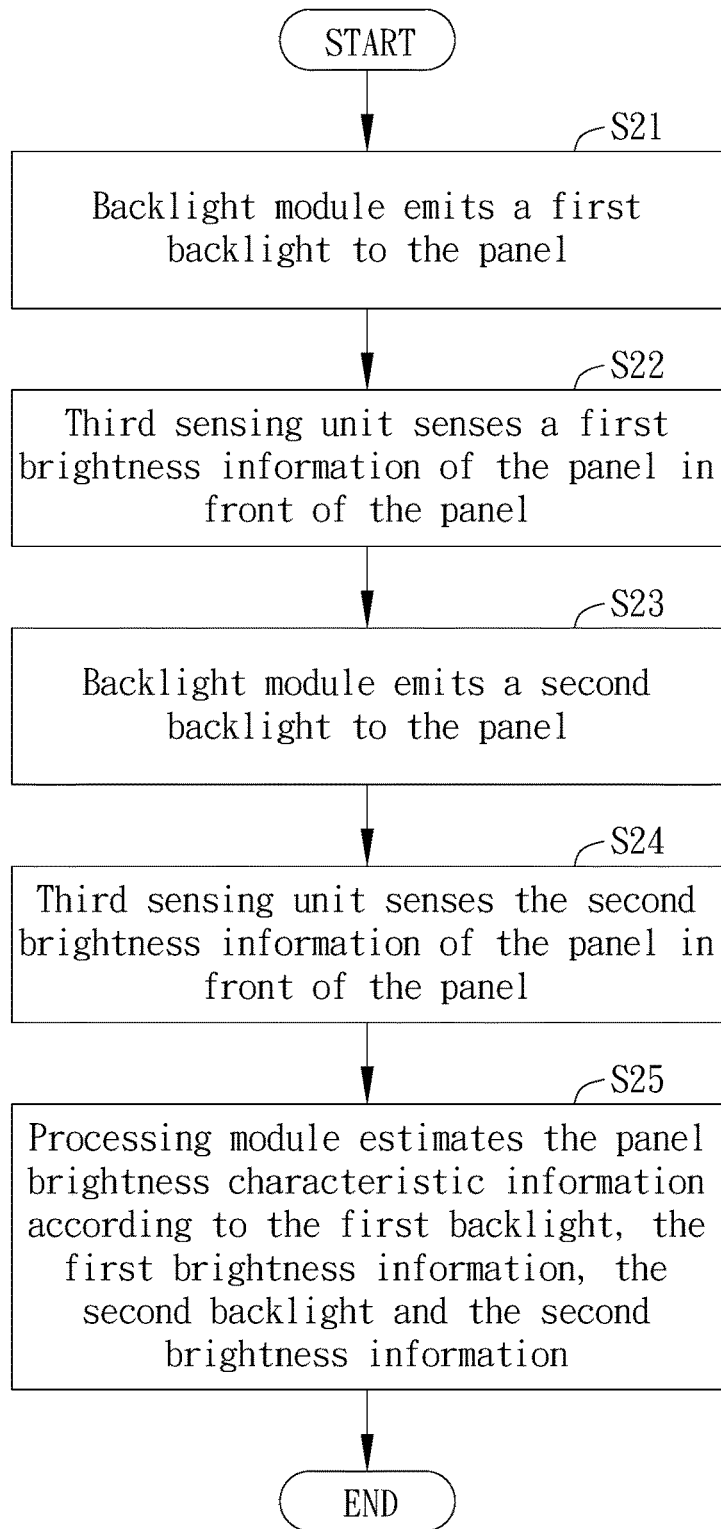 START
S21
Backlight module emits a first
backlight to the panel
S22
Third sensing unit senses a first
brightness information of the panel in
front of the panel
S23
Backlight module emits a second
backlight to the panel
S24
Third sensing unit senses the second
brightness information of the panel in
front of the panel
S25
Processing module estimates the panel
brightness characteristic information
according to the first backlight, the
first brightness information, the
second backlight and the second
brightness information
END